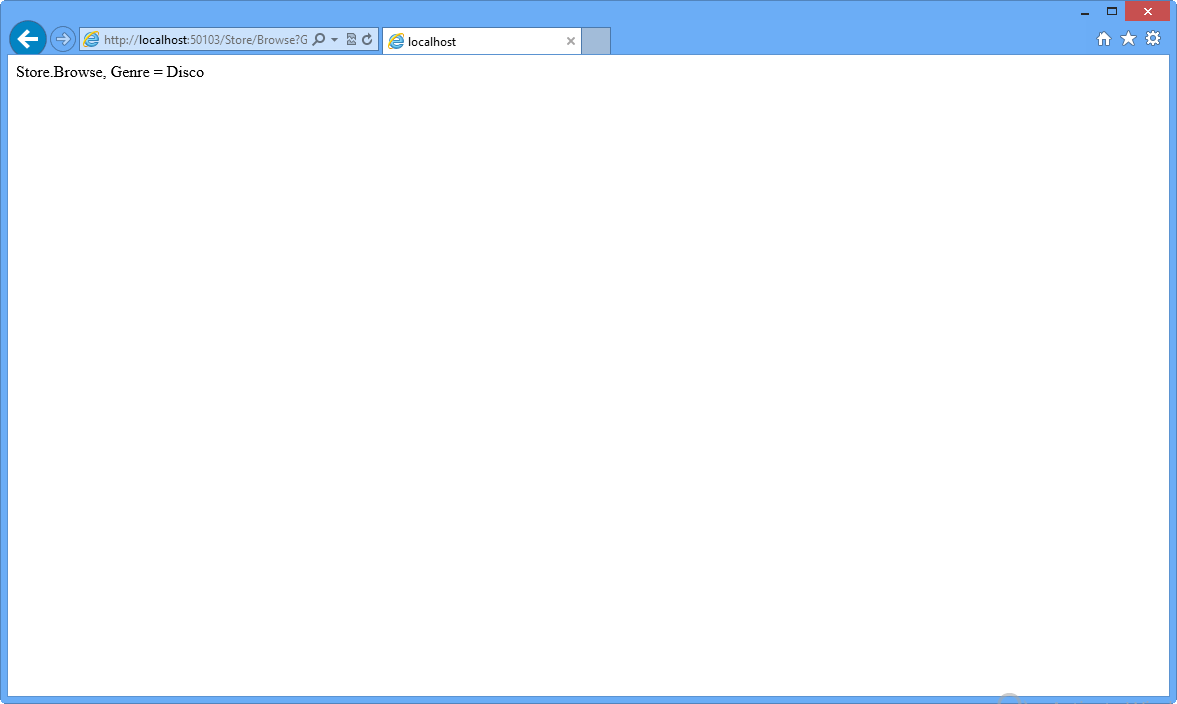 http://localhost:50103/Store/Browse?G
localhost
Store.Browse, Genre = Disco